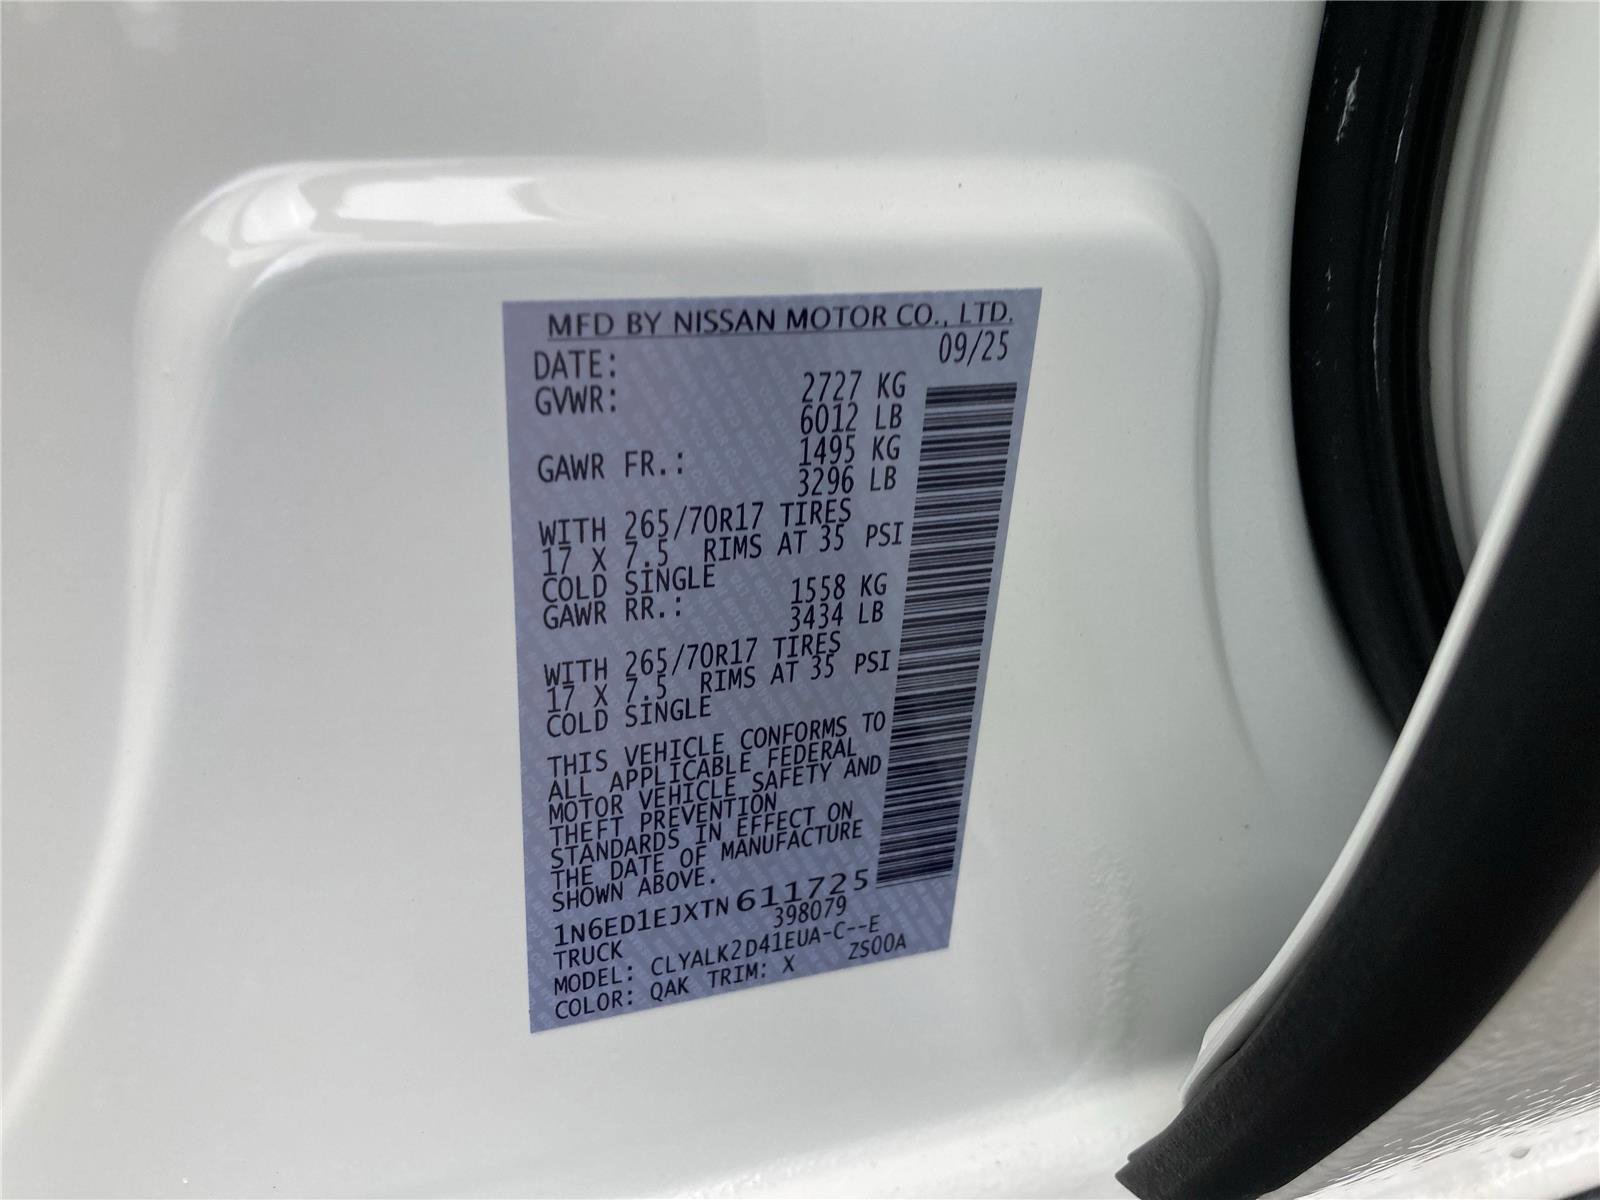 MFD BY NISSAN MOTOR CO., LTD.
DATE: 09/25
GVWR: 2727 KG
6012 LB
GAWR FR.: 1495 KG
3296 LB
WITH 265/70R17 TIRES
17 X 7.5 RIMS AT 35 PSI
COLD SINGLE
GAWR RR.: 1558 KG
3434 LB
WITH 265/70R17 TIRES
17 X 7.5 RIMS AT 35 PSI
COLD SINGLE
THIS VEHICLE CONFORMS TO
ALL APPLICABLE FEDERAL
MOTOR VEHICLE SAFETY AND
THEFT PREVENTION
STANDARDS IN EFFECT ON
THE DATE OF MANUFACTURE
SHOWN ABOVE.
1N6ED1EJXTN611725
TRUCK 398079
MODEL: CLYALK2D41EUA-C--E
COLOR: QAK TRIM: X ZS00A